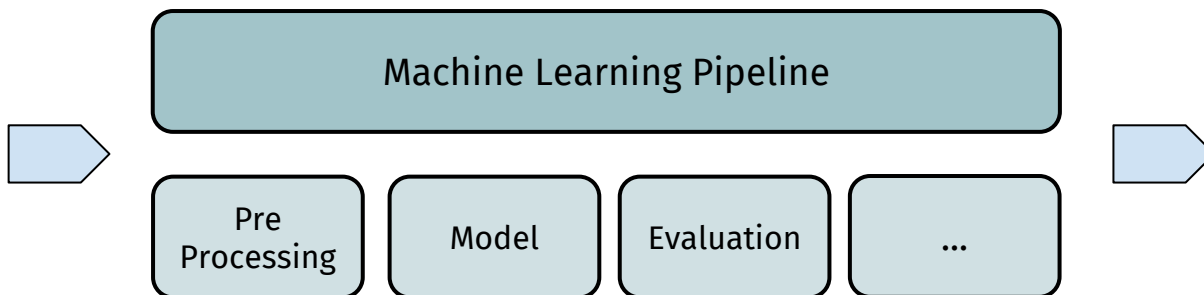 Machine Learning Pipeline
Pre
Processing
Model
Evaluation
...